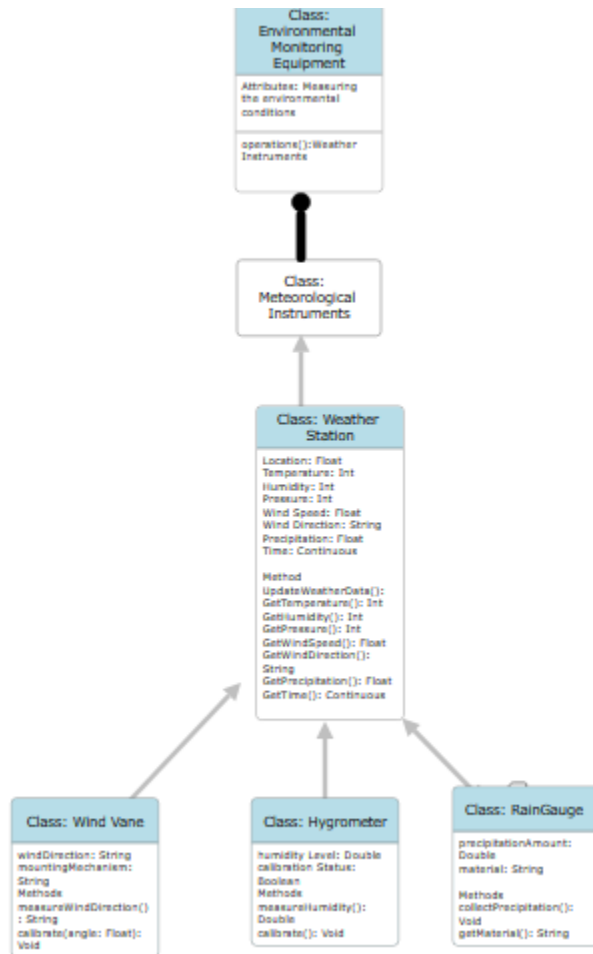 Class:
Environmental
Monitoring
Equipment
Attributes: Measuring
the environmental
conditions
operations():Weather
Instruments
Class:
Meteorological
Instruments
Class: Weather
Station
Location: Float
Temperature: Int
Humidity: Int
Pressure: Int
Wind Speed: Float
Wind Direction: String
Precipitation: Float
Time: Continuous
Method
UpdateWeatherData():
GetTemperature(): Int
GetHumidity(): Int
GetPressure(): Int
GetWindSpeed(): Float
GetWindDirection():
String
GetPrecipitation(): Float
GetTime(): Continuous
Class: Wind Vane
windDirection: String
mountingMechanism:
String
Methods
measureWindDirection()
: String
calibrate(angle: Float):
Void
Class: Hygrometer
humidity Level: Double
calibration Status:
Boolean
Methods
measureHumidity():
Double
calibrate(): Void
Class: RainGauge
precipitationAmount:
Double
material: String
Methods
collectPrecipitation():
Void
getMaterial(): String